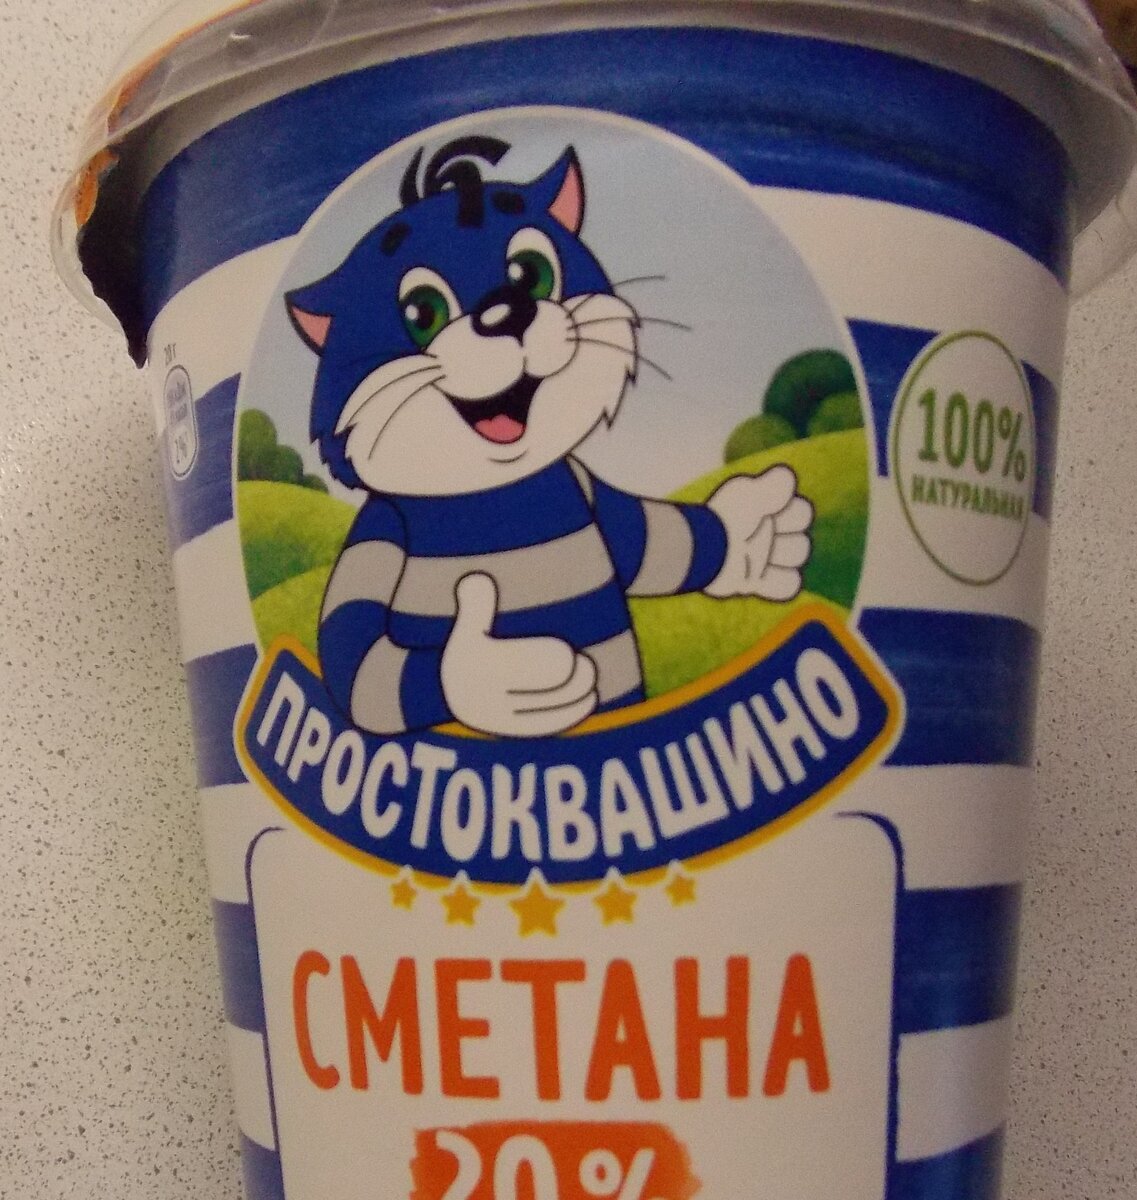 100%
НАТУРАЛЬНАЯ
ПРОСТОКВАШИНО
СМЕТАНА
20%